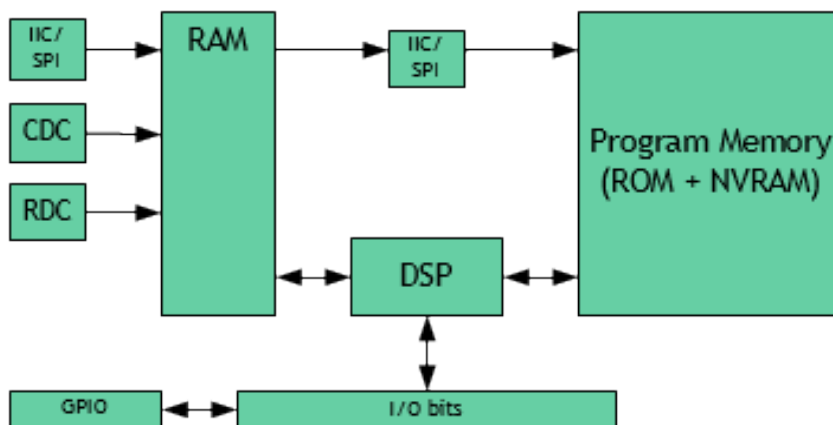 IIC/
SPI
RAM
IIC/
SPI
CDC
RDC
Program Memory
(ROM + NVRAM)
DSP
GPIO
I/O bits